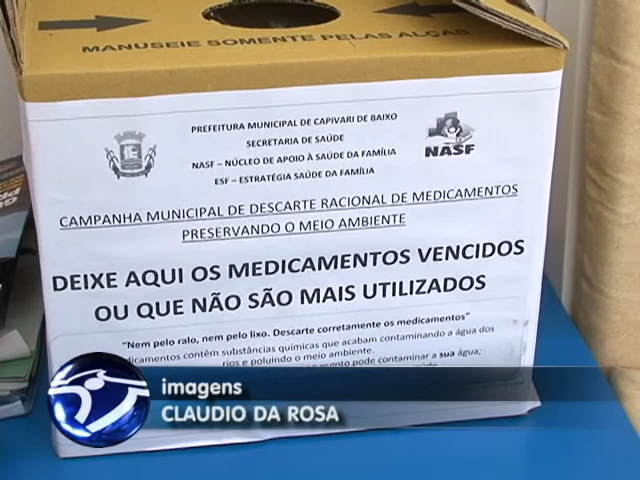 MANUSEIE SOMENTE PELAS ALÇAS
PREFEITURA MUNICIPAL DE CAPIVARI DE BAIXO
SECRETARIA DE SAÚDE
NASF – NÚCLEO DE APOIO À SAÚDE DA FAMÍLIA
ESF – ESTRATÉGIA SAÚDE DA FAMÍLIA
NASF
CAMPANHA MUNICIPAL DE DESCARTE RACIONAL DE MEDICAMENTOS
PRESERVANDO O MEIO AMBIENTE
DEIXE AQUI OS MEDICAMENTOS VENCIDOS
OU QUE NÃO SÃO MAIS UTILIZADOS
"Nem pelo ralo, nem pelo lixo. Descarte corretamente os medicamentos"
dicamentos contêm substâncias químicas que acabam contaminando a água dos
rios e poluindo o meio ambiente.
pode contaminar a sua água;
imagens
CLAUDIO DA ROSA